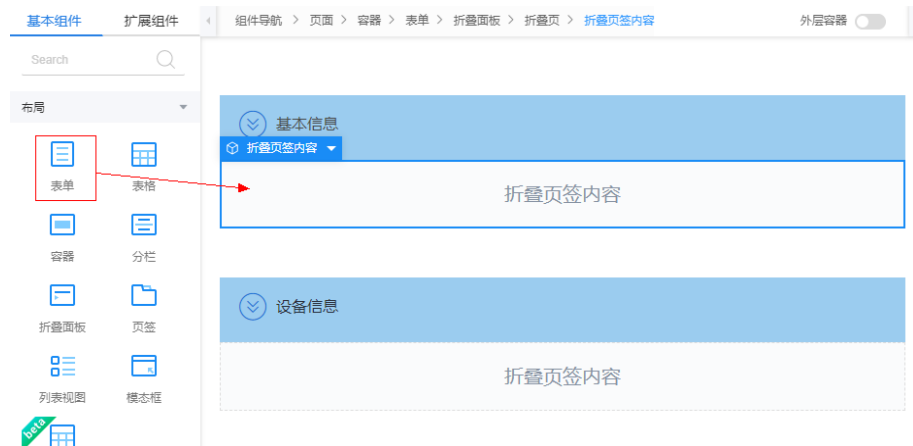 基本组件 扩展组件
组件导航 > 页面 > 容器 > 表单 > 折叠面板 > 折叠页 > 折叠页签内容
外层容器
Search
布局
基本信息
折叠页签内容
表单 表格
折叠页签内容
容器 分栏
设备信息
折叠面板 页签
折叠页签内容
列表视图 模态框
beta